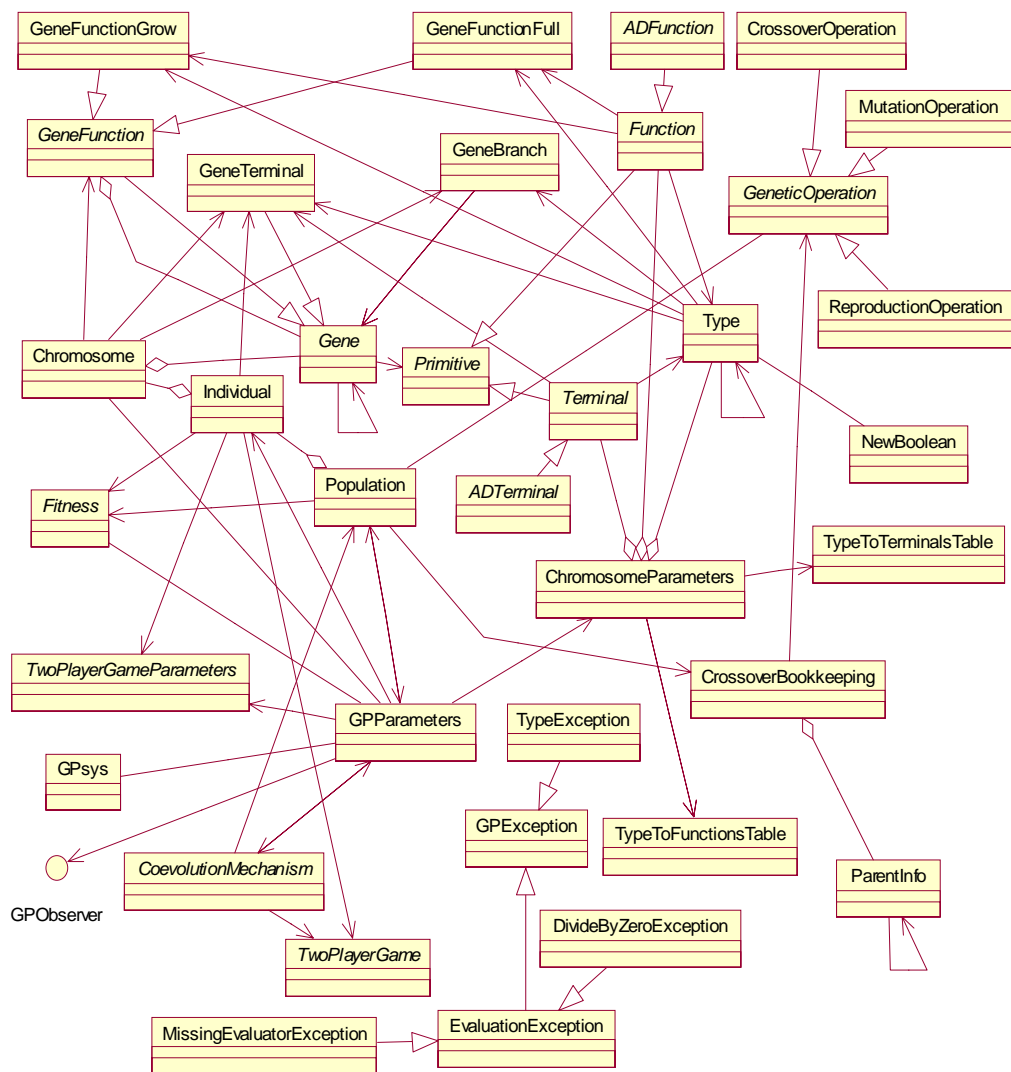 GeneFunctionGrow
GeneFunctionFull
ADFunction
CrossoverOperation
MutationOperation
GeneFunction
Function
GeneBranch
GeneTerminal
GeneticOperation
ReproductionOperation
Type
Chromosome
Gene
Primitive
Individual
Terminal
NewBoolean
Population
ADTerminal
Fitness
TypeToTerminalsTable
ChromosomeParameters
TwoPlayerGameParameters
CrossoverBookkeeping
GPParameters
TypeException
GPsys
GPException
TypeToFunctionsTable
CoevolutionMechanism
ParentInfo
GPObserver
DivideByZeroException
TwoPlayerGame
MissingEvaluatorException
EvaluationException